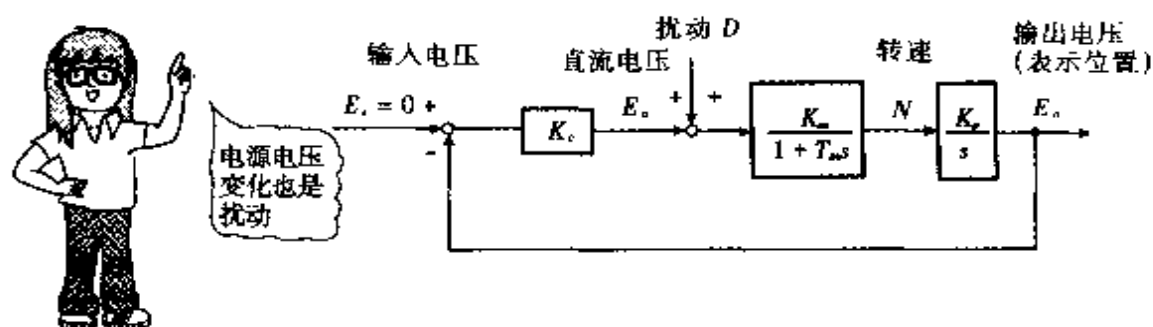 扰动 D
输出电压
(表示位置)
输入电压
直流电压
转速
E. = 0 +
-
K_c
E_a
+
+
K_m
1 + T_m s
N
K_p
s
E_o
电源电压
变化也是
扰动